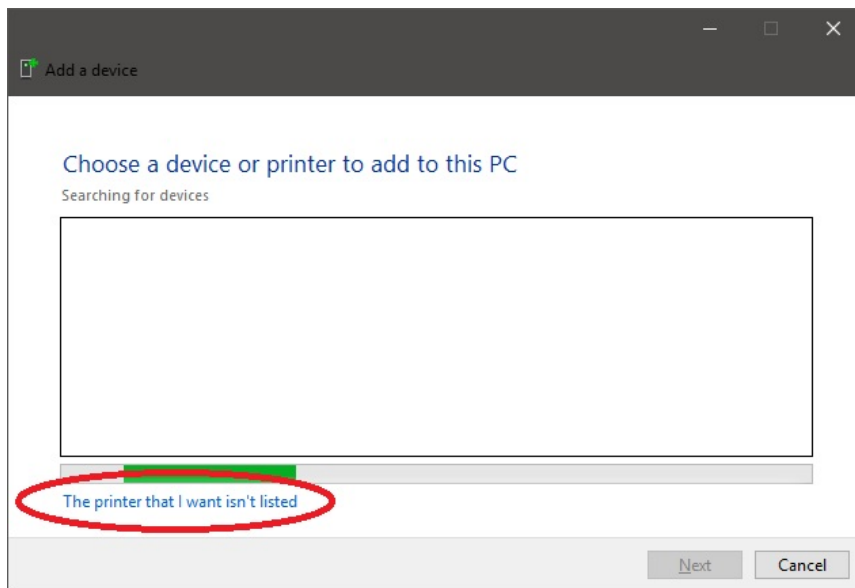 Add a device
Choose a device or printer to add to this PC
Searching for devices
The printer that I want isn't listed
Next Cancel